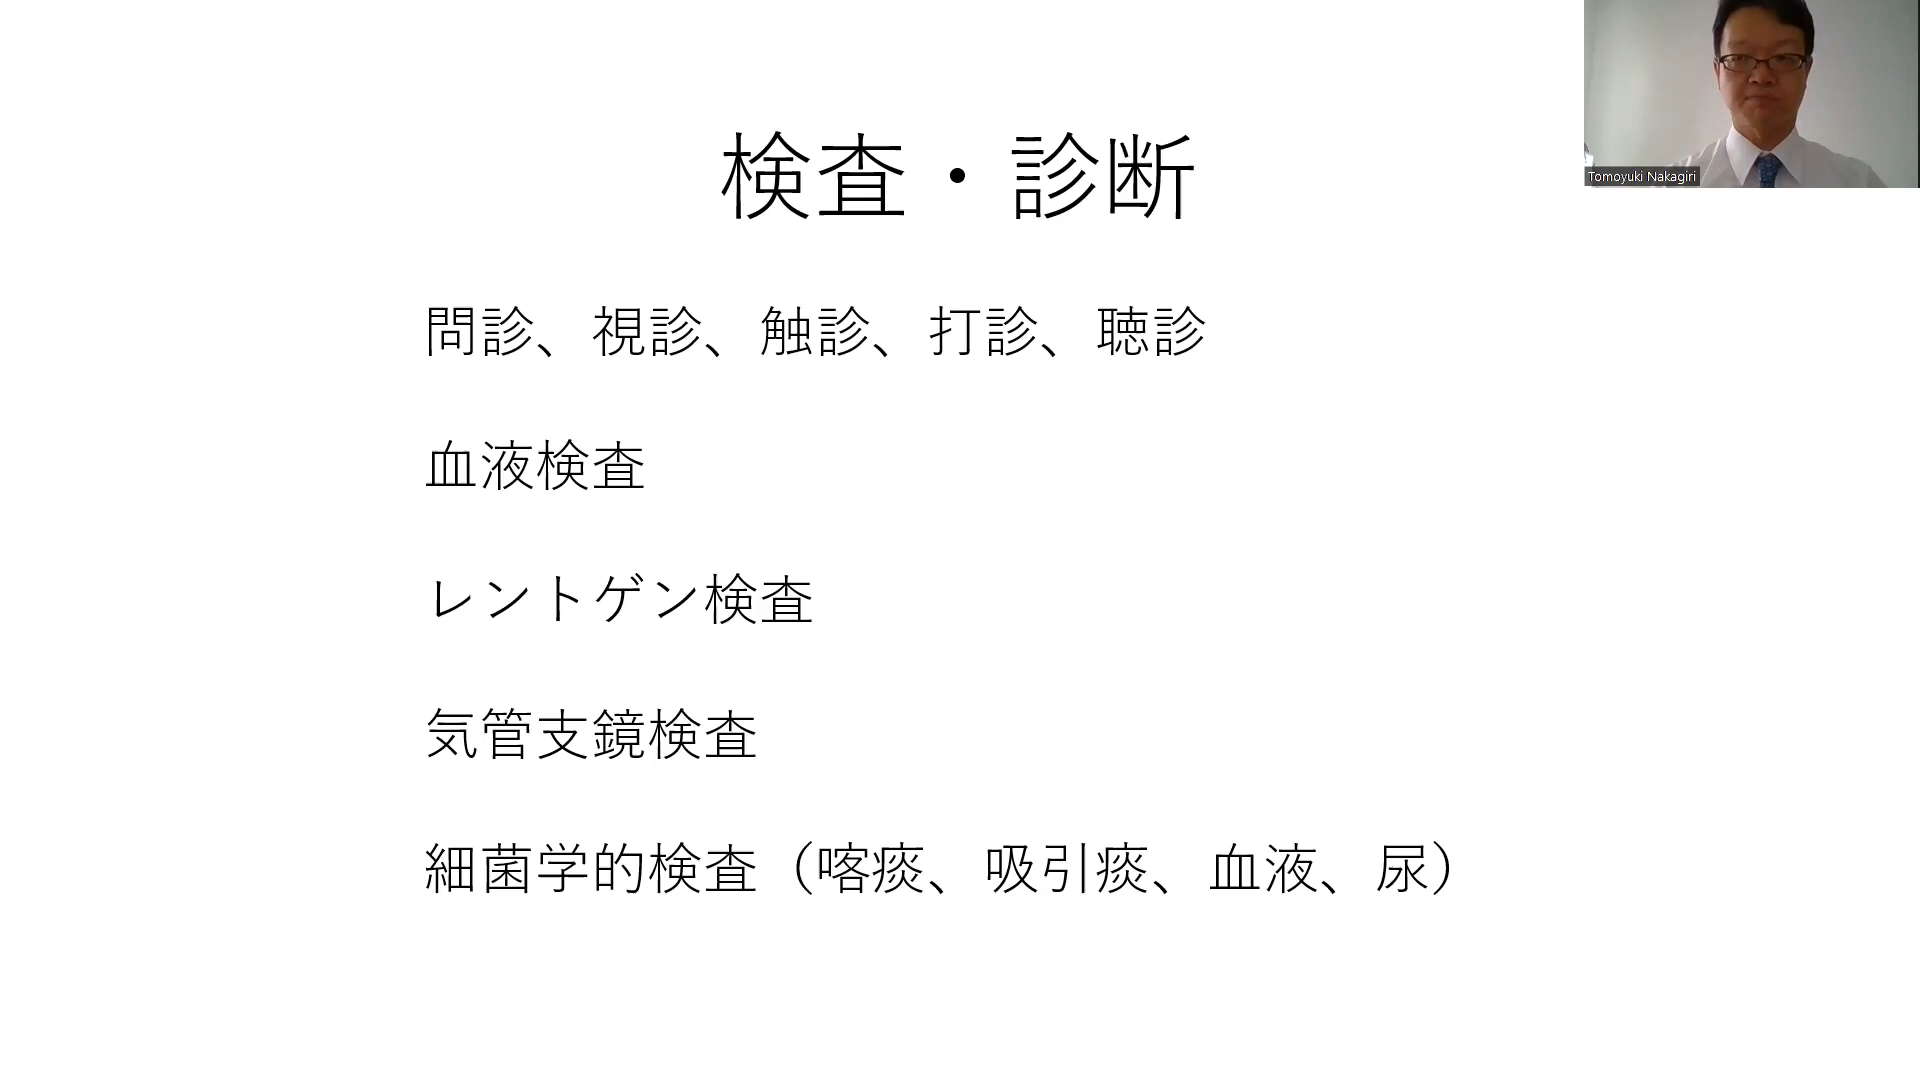 検査・診断
Tomoyuki Nakagiri
問診、視診、触診、打診、聴診
血液検査
レントゲン検査
気管支鏡検査
細菌学的検査（喀痰、吸引痰、血液、尿）